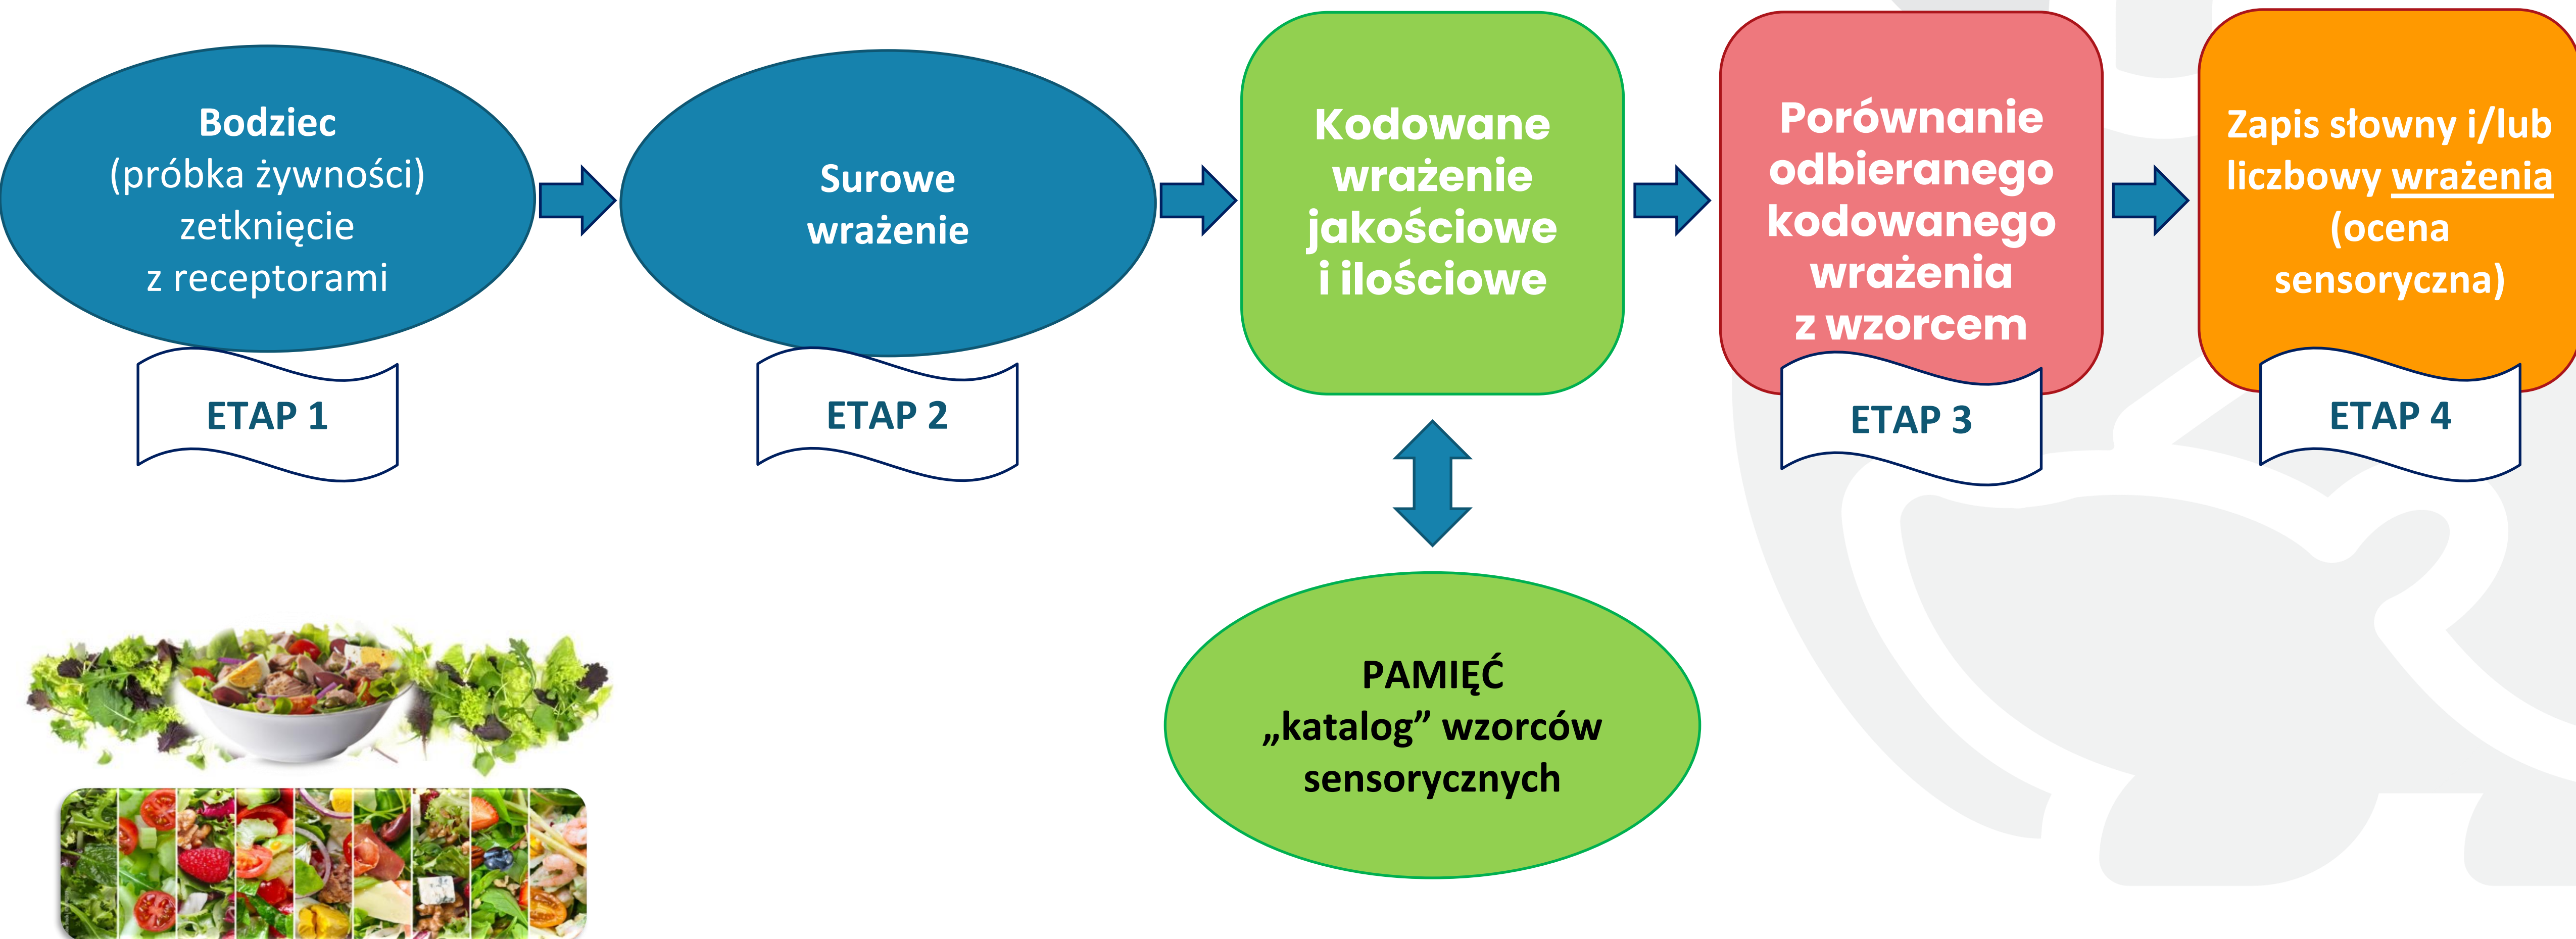 Bodziec
(próbka żywności)
zetknięcie
z receptorami
ETAP 1
Surowe
wrażenie
ETAP 2
Kodowane
wrażenie
jakościowe
i ilościowe
PAMIĘĆ
„katalog” wzorców
sensorycznych
Porównanie
odbieranego
kodowanego
wrażenia
z wzorcem
ETAP 3
Zapis słowny i/lub
liczbowy wrażenia
(ocena
sensoryczna)
ETAP 4